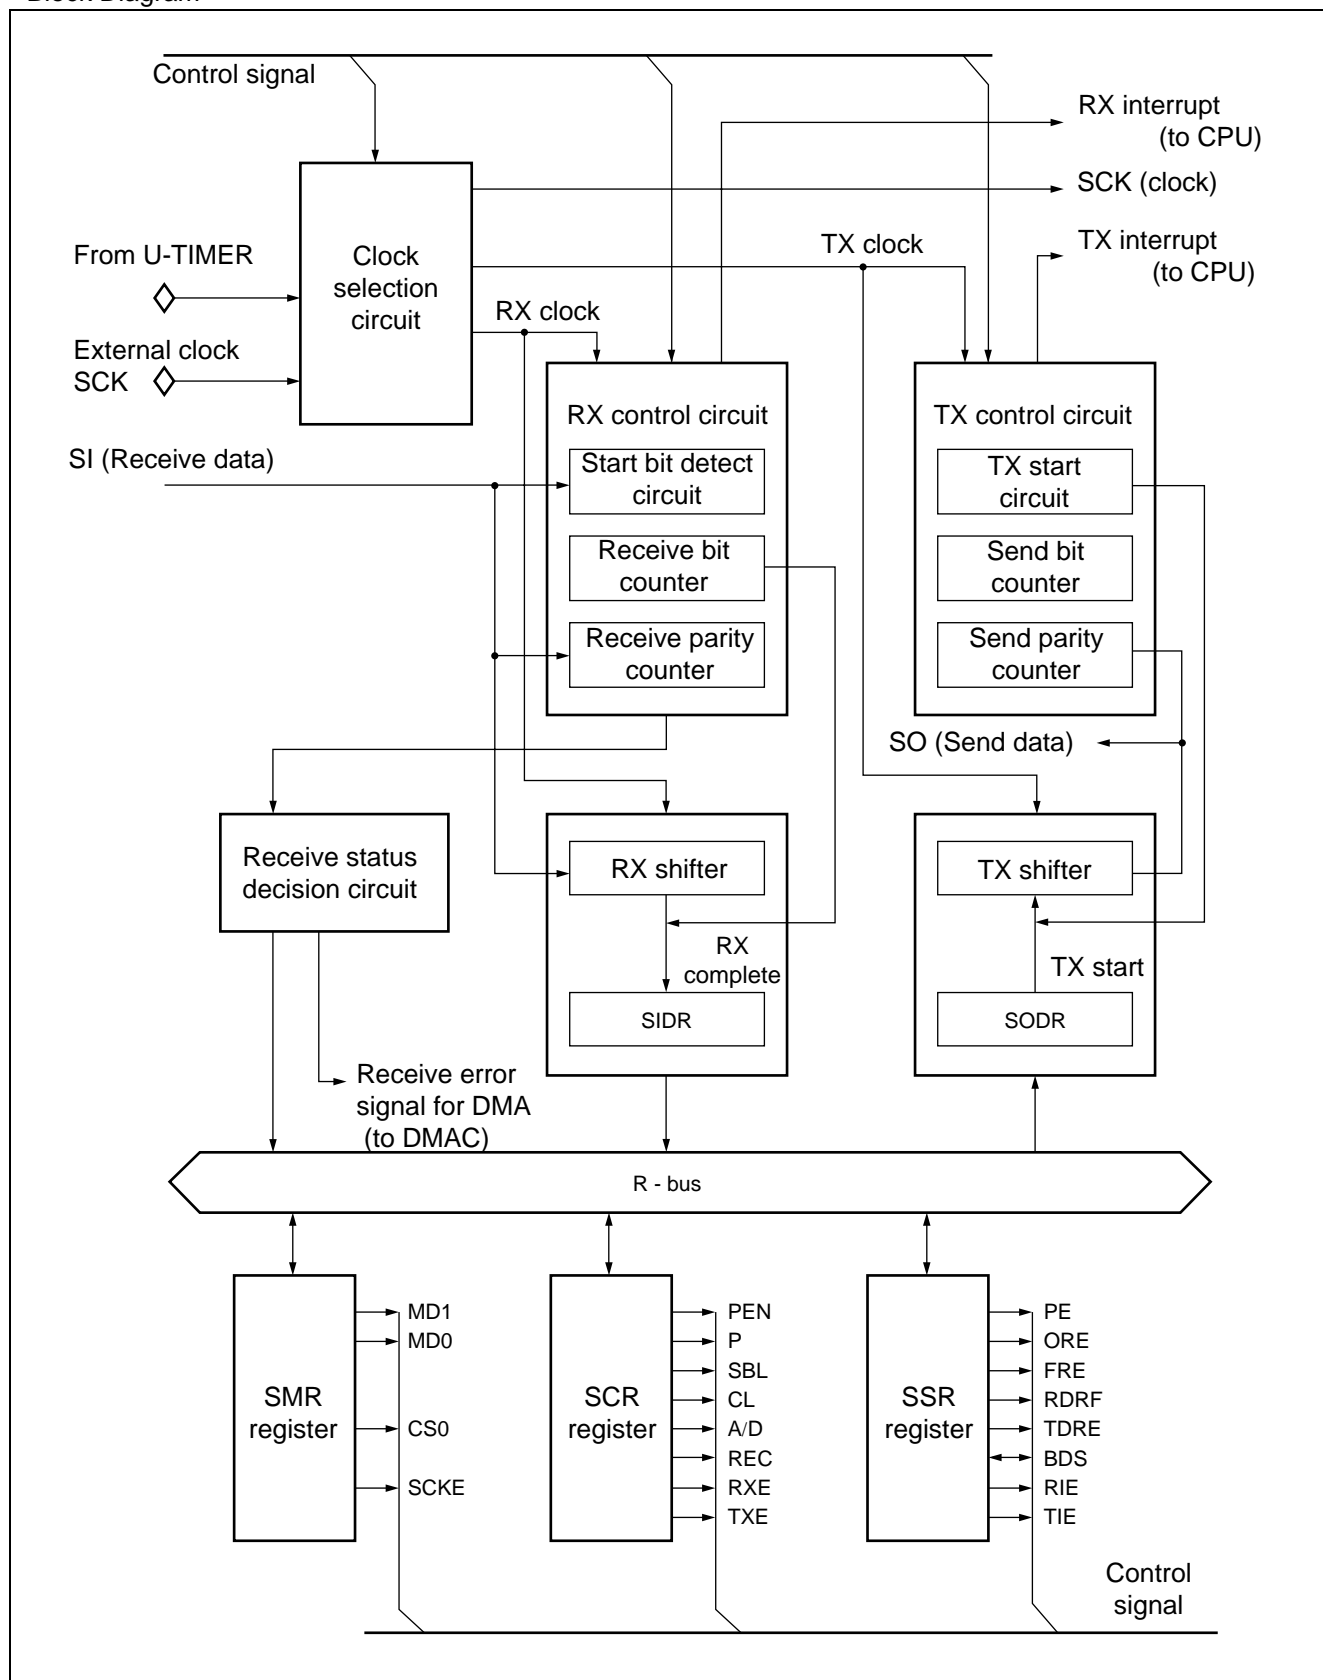 Block Diagram
Control signal
RX interrupt
(to CPU)
SCK (clock)
From U-TIMER
Clock
selection
circuit
TX clock
TX interrupt
(to CPU)
RX clock
External clock
SCK
RX control circuit
TX control circuit
SI (Receive data)
Start bit detect
circuit
TX start
circuit
Receive bit
counter
Send bit
counter
Receive parity
counter
Send parity
counter
SO (Send data)
Receive status
decision circuit
RX shifter
TX shifter
RX
complete
TX start
SIDR
SODR
Receive error
signal for DMA
(to DMAC)
R - bus
SMR
register
MD1
MD0
CS0
SCKE
SCR
register
PEN
P
SBL
CL
A/D
REC
RXE
TXE
SSR
register
PE
ORE
FRE
RDRF
TDRE
BDS
RIE
TIE
Control
signal